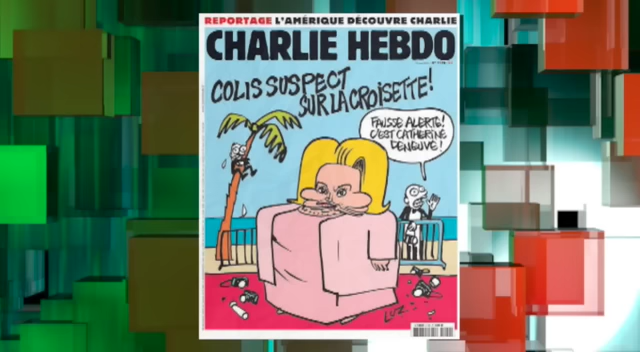 REPORTAGE L'AMÉRIQUE DÉCOUVRE CHARLIE
CHARLIE HEBDO
COLIS SUSPECT
SUR LA CROISETTE!
FAUSSE ALERTE!
C'EST CATHERINE
DENEUVE!
LUZ